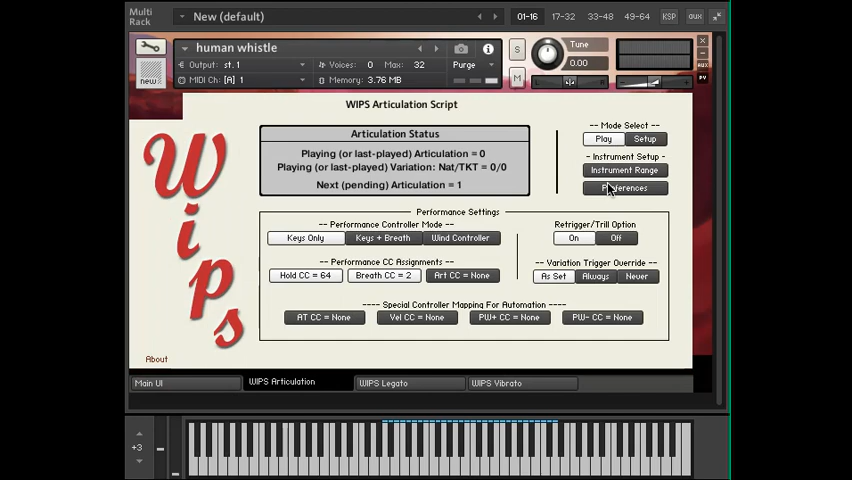 Multi
Rack
New (default)
01-16
17-32
33-48
49-64
KSP
aux
human whistle
Output: st. 1
Voices: 0
Max: 32
Purge
MIDI Ch: [A] 1
Memory: 3.76 MB
new
S
M
Tune
0.00
AUX
PV
WIPS Articulation Script
Wips
Articulation Status
Playing (or last-played) Articulation = 0
Playing (or last-played) Variation: Nat/TKT = 0/0
Next (pending) Articulation = 1
-- Mode Select --
Play
Setup
- Instrument Setup -
Instrument Range
Preferences
Performance Settings
-- Performance Controller Mode --
Keys Only
Keys + Breath
Wind Controller
Retrigger/Trill Option
On
Off
-- Performance CC Assignments --
Hold CC = 64
Breath CC = 2
Art CC = None
-- Variation Trigger Override --
As Set
Always
Never
---- Special Controller Mapping For Automation ----
AT CC = None
Vel CC = None
PW+ CC = None
PW- CC = None
About
Main UI
WIPS Articulation
WIPS Legato
WIPS Vibrato
+3